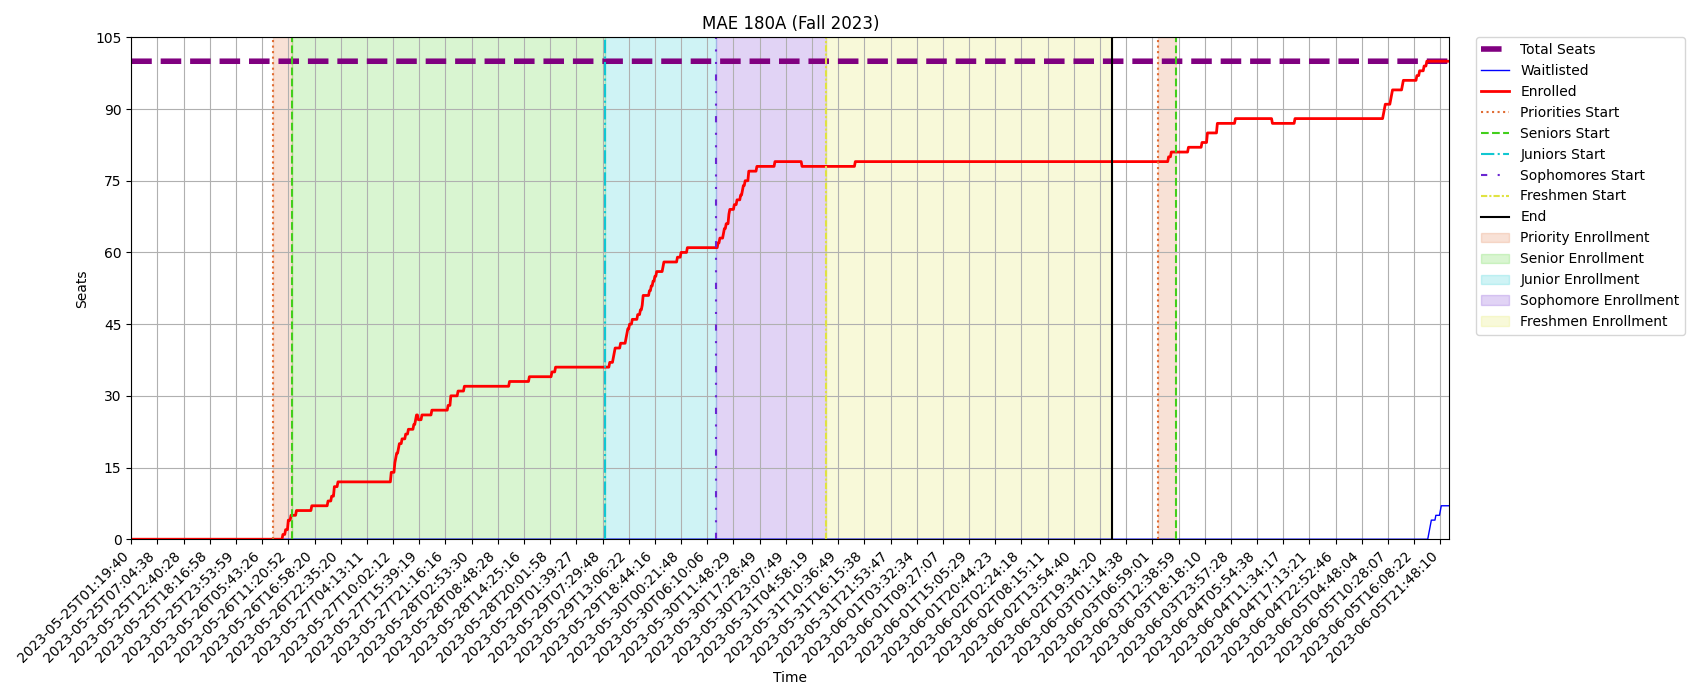 MAE 180A (Fall 2023)
105
90
75
60
45
30
15
0
Seats
2023-05-25T01:19:40
2023-05-25T07:04:38
2023-05-25T12:40:28
2023-05-25T18:16:58
2023-05-25T23:53:59
2023-05-26T05:43:26
2023-05-26T11:20:52
2023-05-26T16:58:20
2023-05-26T22:35:20
2023-05-27T04:13:11
2023-05-27T10:02:12
2023-05-27T15:39:19
2023-05-27T21:16:16
2023-05-28T02:53:30
2023-05-28T08:48:28
2023-05-28T14:25:16
2023-05-28T20:01:58
2023-05-29T01:39:27
2023-05-29T07:29:48
2023-05-29T13:06:22
2023-05-29T18:44:16
2023-05-30T00:21:48
2023-05-30T06:10:06
2023-05-30T11:48:29
2023-05-30T17:28:49
2023-05-30T23:07:49
2023-05-31T04:58:19
2023-05-31T10:36:49
2023-05-31T16:15:38
2023-05-31T21:53:47
2023-06-01T03:32:34
2023-06-01T09:27:07
2023-06-01T15:05:29
2023-06-01T20:44:23
2023-06-02T02:24:18
2023-06-02T08:15:11
2023-06-02T13:54:40
2023-06-02T19:34:20
2023-06-03T01:14:38
2023-06-03T06:59:01
2023-06-03T12:38:59
2023-06-03T18:18:10
2023-06-03T23:57:28
2023-06-04T05:54:38
2023-06-04T11:34:17
2023-06-04T17:13:21
2023-06-04T22:52:46
2023-06-05T04:48:04
2023-06-05T10:28:07
2023-06-05T16:08:22
2023-06-05T21:48:10
Time
Total Seats
Waitlisted
Enrolled
Priorities Start
Seniors Start
Juniors Start
Sophomores Start
Freshmen Start
End
Priority Enrollment
Senior Enrollment
Junior Enrollment
Sophomore Enrollment
Freshmen Enrollment